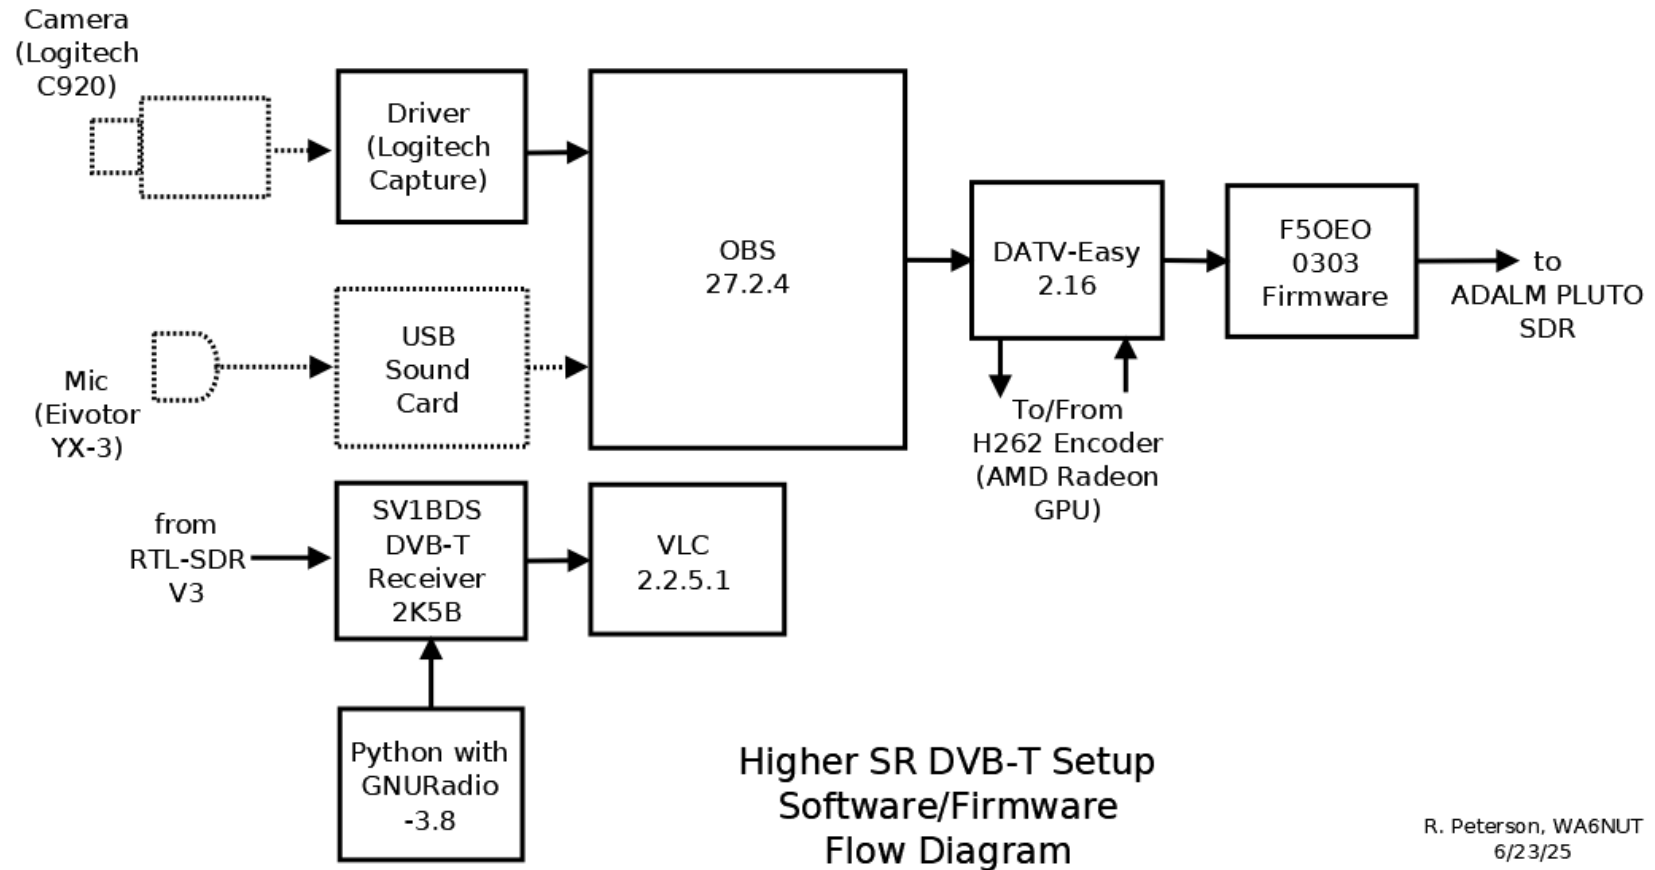 Camera
(Logitech
C920)
Driver
(Logitech
Capture)
OBS
27.2.4
DATV-Easy
2.16
F5OEO
0303
Firmware
to
ADALM PLUTO
SDR
Mic
(Eivotor
YX-3)
USB
Sound
Card
To/From
H262 Encoder
(AMD Radeon
GPU)
from
RTL-SDR
V3
SV1BDS
DVB-T
Receiver
2K5B
VLC
2.2.5.1
Python with
GNURadio
-3.8
Higher SR DVB-T Setup
Software/Firmware
Flow Diagram
R. Peterson, WA6NUT
6/23/25